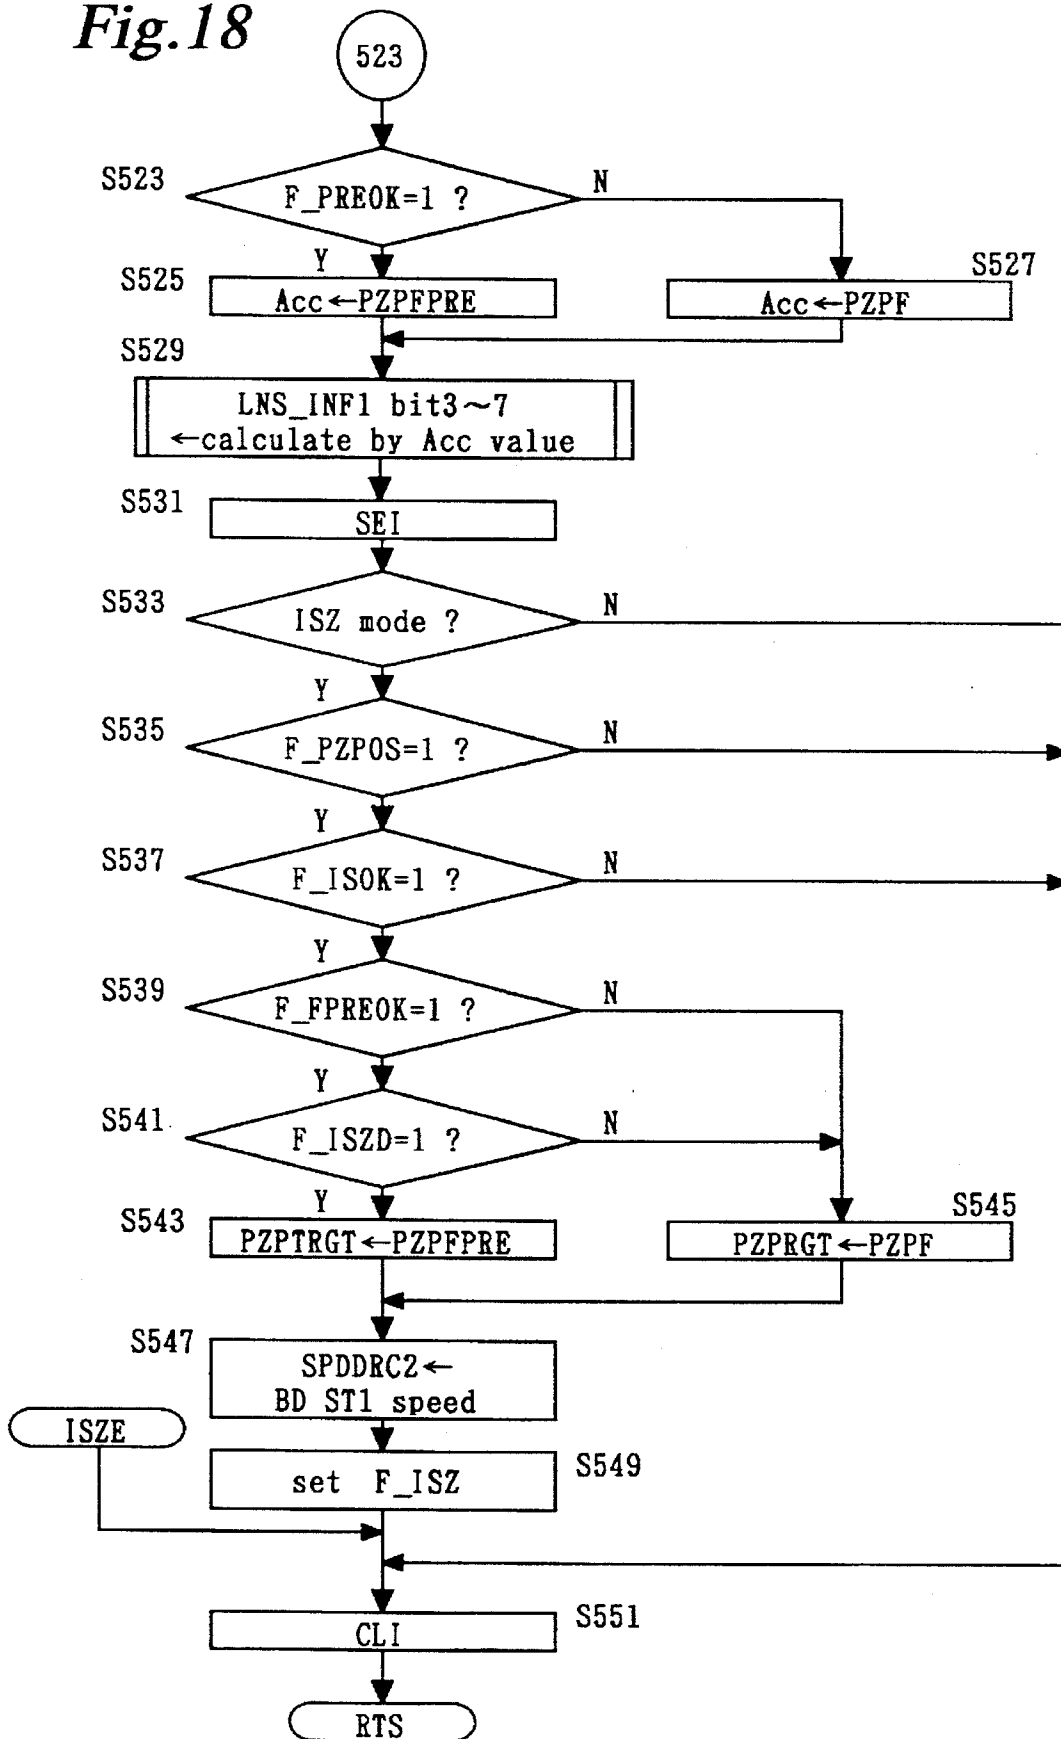 Fig.18
523
S523
F_PREOK=1 ?
N
Y
S525
Acc←PZPFPRE
S527
Acc←PZPF
S529
LNS_INF1 bit3~7
←calculate by Acc value
S531
SEI
S533
ISZ mode ?
N
Y
S535
F_PZPOS=1 ?
N
Y
S537
F_ISOK=1 ?
N
Y
S539
F_FPREOK=1 ?
N
Y
S541
F_ISZD=1 ?
N
Y
S543
PZPTRGT←PZPFPRE
S545
PZPRGT←PZPF
S547
SPDDRC2←
BD ST1 speed
ISZE
set F_ISZ
S549
S551
CLI
RTS